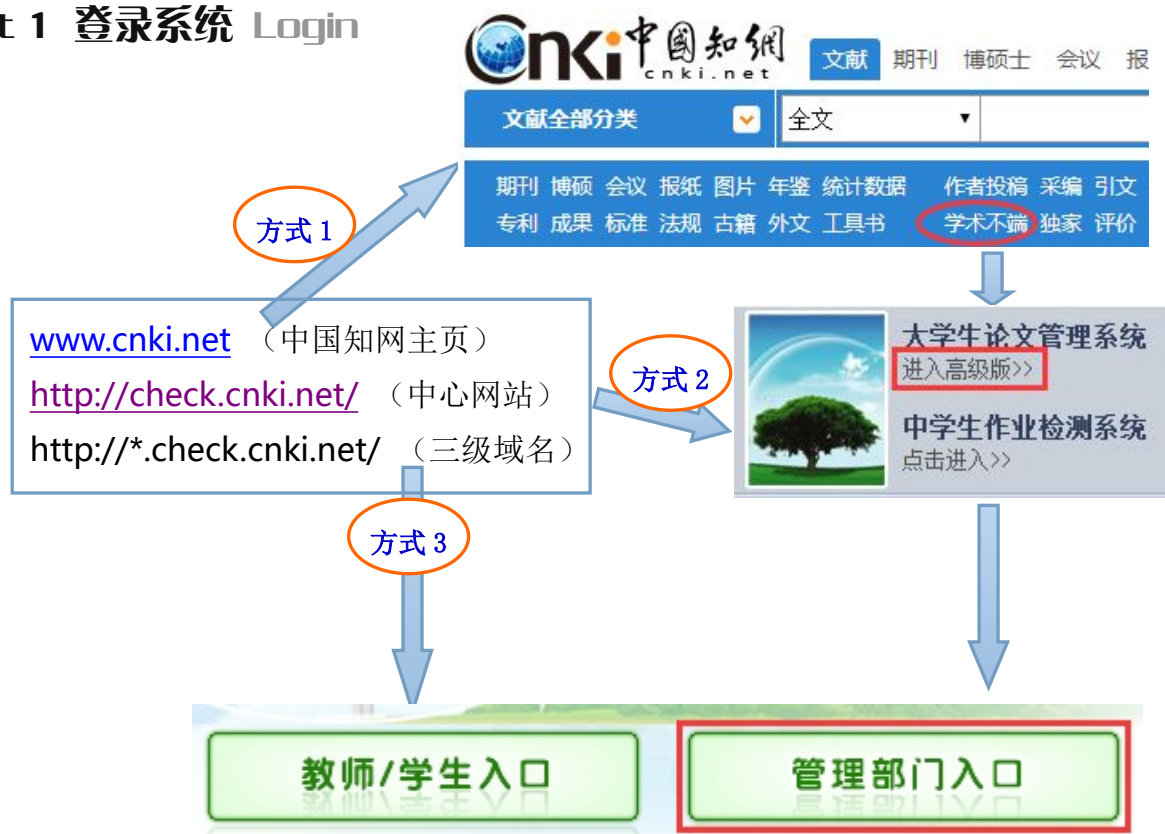 t 1 登录系统 Login
cnki 中國知網
cnki.net
文献 期刊 博硕士 会议 报
文献全部分类 全文
期刊 博硕 会议 报纸 图片 年鉴 统计数据 作者投稿 采编 引文
专利 成果 标准 法规 古籍 外文 工具书 学术不端 独家 评价
方式 1
www.cnki.net （中国知网主页）
http://check.cnki.net/ （中心网站）
http://*.check.cnki.net/ （三级域名）
方式 2
大学生论文管理系统
进入高级版>>
中学生作业检测系统
点击进入>>
方式 3
教师/学生入口
管理部门入口